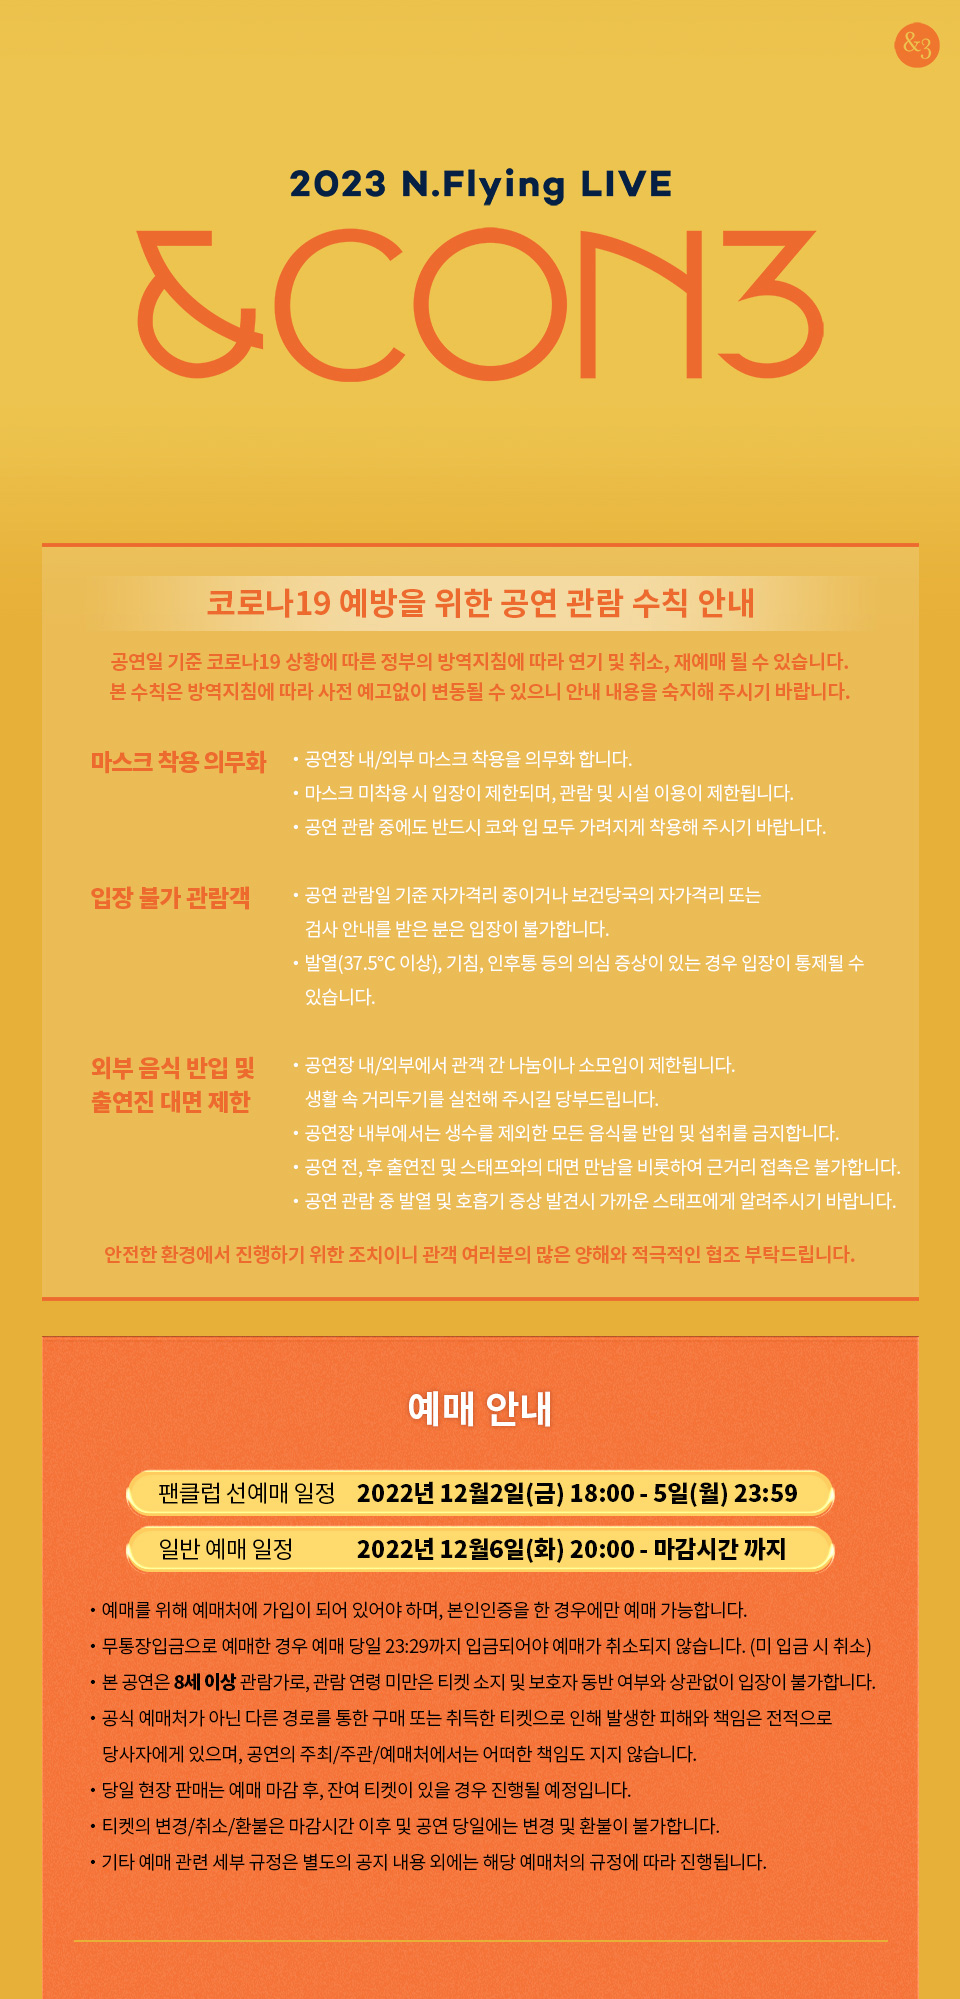 &3
2023 N.Flying LIVE
&CON3
코로나19 예방을 위한 공연 관람 수칙 안내
공연일 기준 코로나19 상황에 따른 정부의 방역지침에 따라 연기 및 취소, 재예매 될 수 있습니다.
본 수칙은 방역지침에 따라 사전 예고없이 변동될 수 있으니 안내 내용을 숙지해 주시기 바랍니다.
마스크 착용 의무화
• 공연장 내/외부 마스크 착용을 의무화 합니다.
• 마스크 미착용 시 입장이 제한되며, 관람 및 시설 이용이 제한됩니다.
• 공연 관람 중에도 반드시 코와 입 모두 가려지게 착용해 주시기 바랍니다.
입장 불가 관람객
• 공연 관람일 기준 자가격리 중이거나 보건당국의 자가격리 또는
검사 안내를 받은 분은 입장이 불가합니다.
• 발열(37.5℃ 이상), 기침, 인후통 등의 의심 증상이 있는 경우 입장이 통제될 수
있습니다.
외부 음식 반입 및
출연진 대면 제한
• 공연장 내/외부에서 관객 간 나눔이나 소모임이 제한됩니다.
생활 속 거리두기를 실천해 주시길 당부드립니다.
• 공연장 내부에서는 생수를 제외한 모든 음식물 반입 및 섭취를 금지합니다.
• 공연 전, 후 출연진 및 스태프와의 대면 만남을 비롯하여 근거리 접촉은 불가합니다.
• 공연 관람 중 발열 및 호흡기 증상 발견시 가까운 스태프에게 알려주시기 바랍니다.
안전한 환경에서 진행하기 위한 조치이니 관객 여러분의 많은 양해와 적극적인 협조 부탁드립니다.
예매 안내
팬클럽 선예매 일정 2022년 12월2일(금) 18:00 - 5일(월) 23:59
일반 예매 일정 2022년 12월6일(화) 20:00 - 마감시간 까지
• 예매를 위해 예매처에 가입이 되어 있어야 하며, 본인인증을 한 경우에만 예매 가능합니다.
• 무통장입금으로 예매한 경우 예매 당일 23:29까지 입금되어야 예매가 취소되지 않습니다. (미 입금 시 취소)
• 본 공연은 8세 이상 관람가로, 관람 연령 미만은 티켓 소지 및 보호자 동반 여부와 상관없이 입장이 불가합니다.
• 공식 예매처가 아닌 다른 경로를 통한 구매 또는 취득한 티켓으로 인해 발생한 피해와 책임은 전적으로
당사자에게 있으며, 공연의 주최/주관/예매처에서는 어떠한 책임도 지지 않습니다.
• 당일 현장 판매는 예매 마감 후, 잔여 티켓이 있을 경우 진행될 예정입니다.
• 티켓의 변경/취소/환불은 마감시간 이후 및 공연 당일에는 변경 및 환불이 불가합니다.
• 기타 예매 관련 세부 규정은 별도의 공지 내용 외에는 해당 예매처의 규정에 따라 진행됩니다.